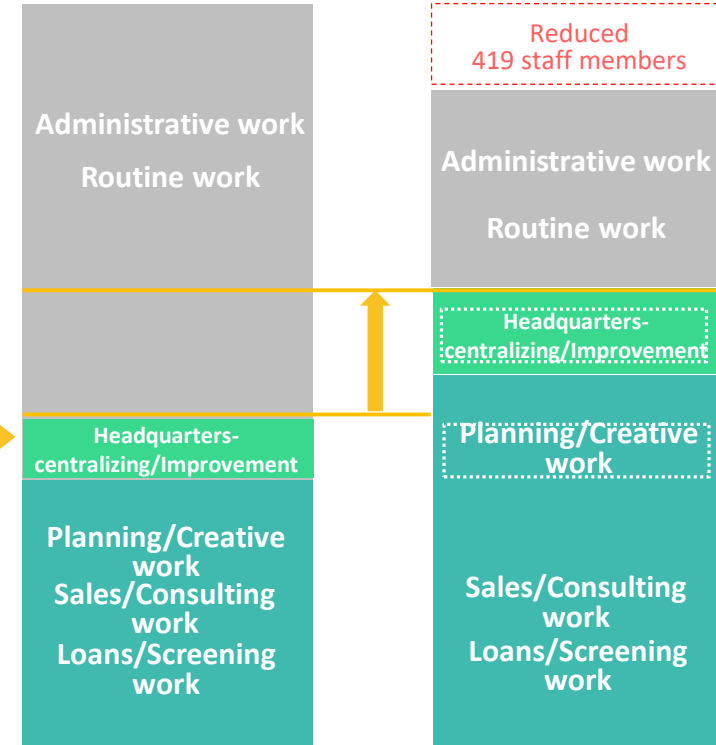 Administrative work
Routine work
Headquarters-
centralizing/Improvement
Planning/Creative
work
Sales/Consulting
work
Loans/Screening
work
Reduced
419 staff members
Administrative work
Routine work
Headquarters-
centralizing/Improvement
Planning/Creative
work
Sales/Consulting
work
Loans/Screening
work